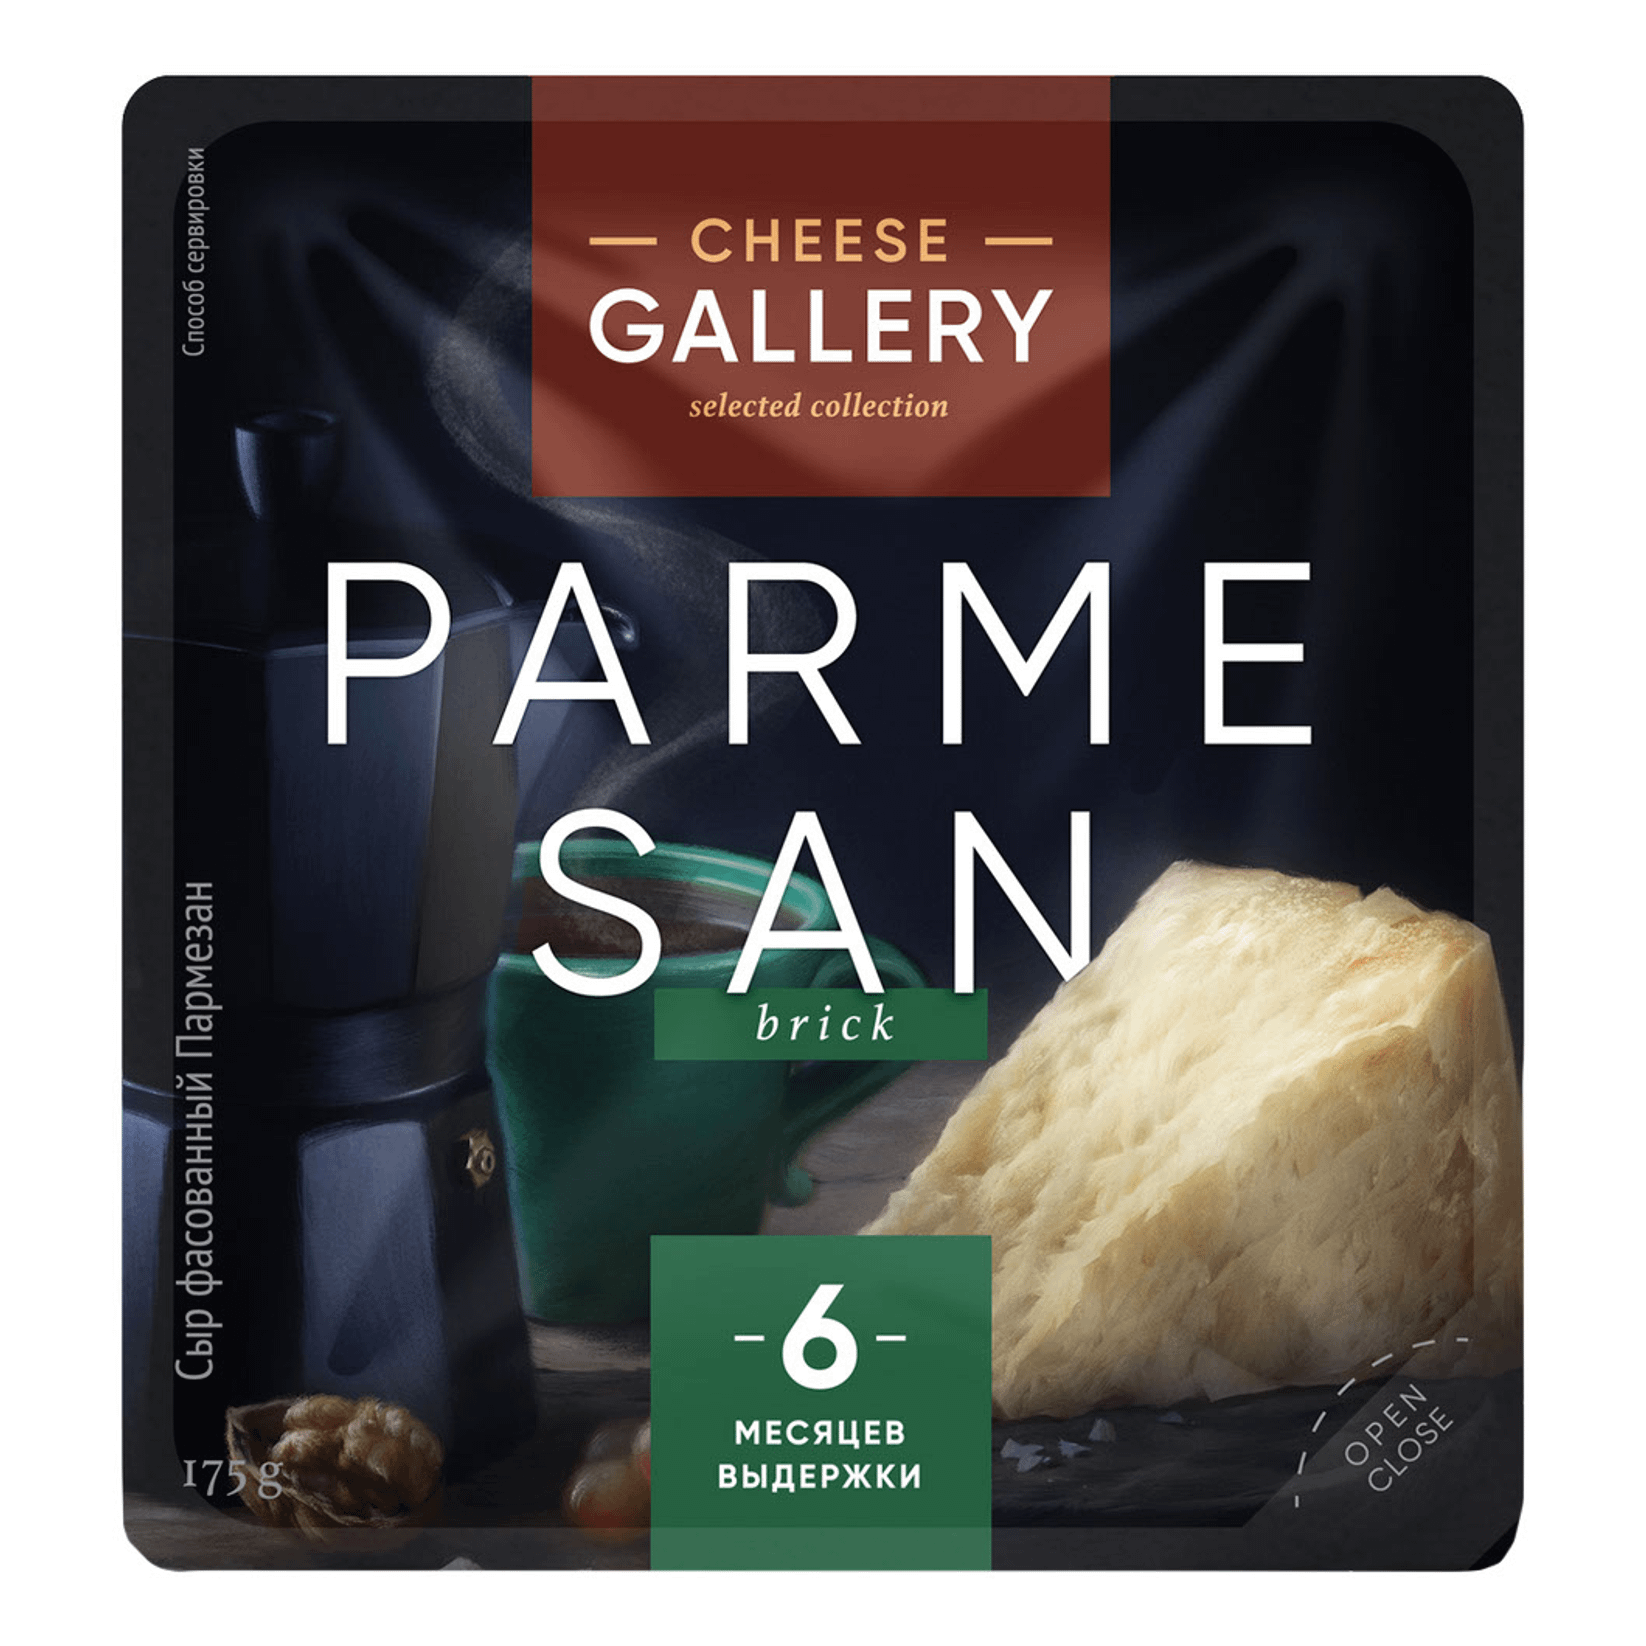 CHEESE
GALLERY
selected collection
Способ сервировки
PARME
SAN
brick
Сыр фасованный Пармезан
6
МЕСЯЦЕВ
ВЫДЕРЖКИ
175 g
OPEN
CLOSE